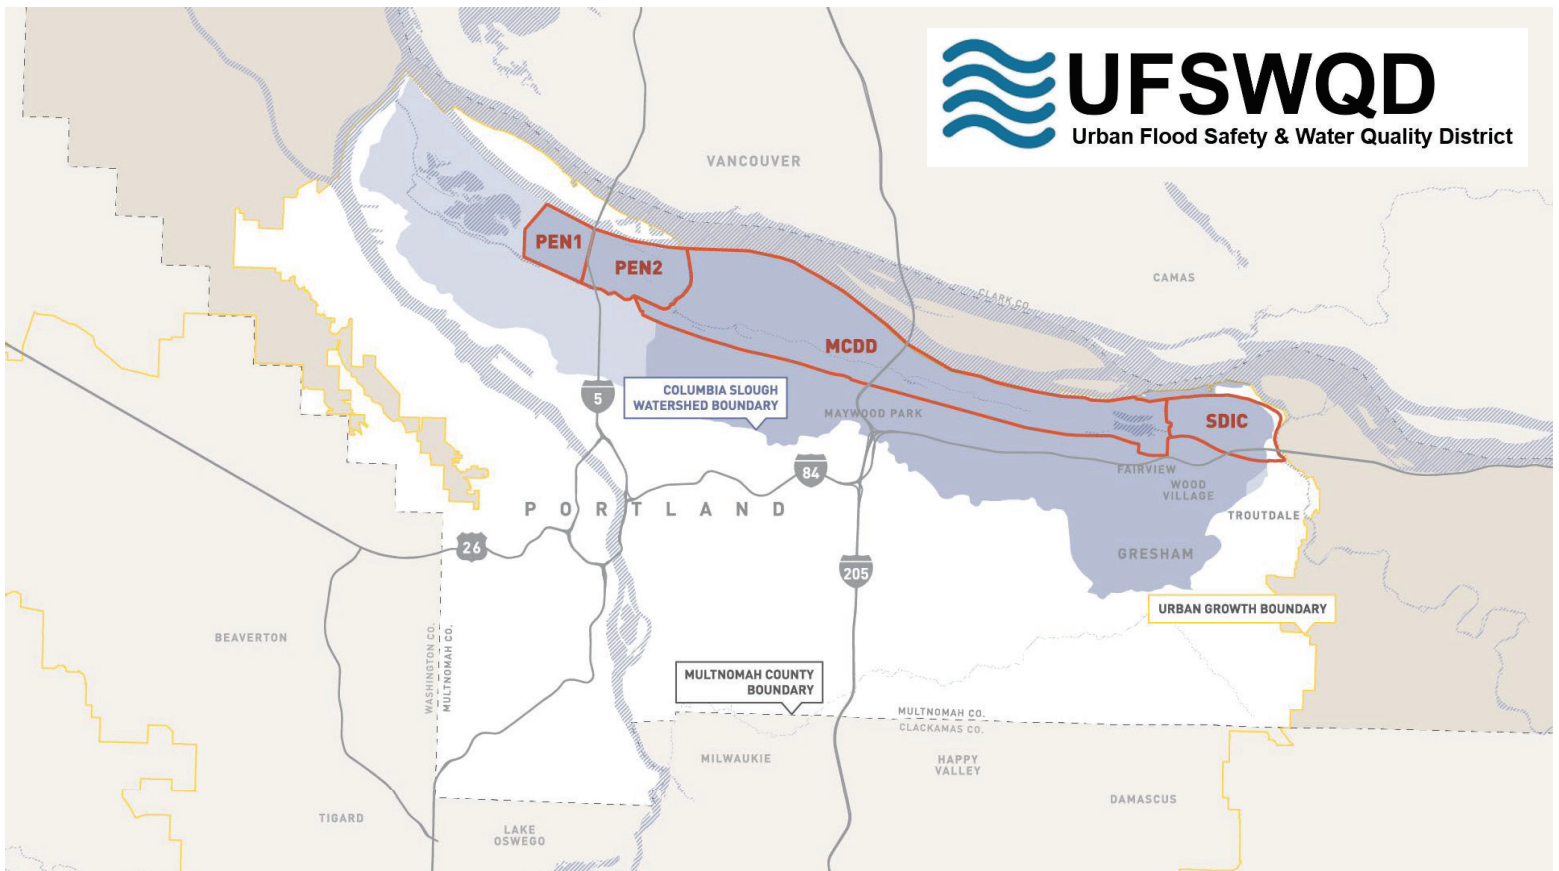 UFSWQD
Urban Flood Safety & Water Quality District
VANCOUVER
PEN1
PEN2
CAMAS
CLARK CO.
MCDD
COLUMBIA SLOUGH
WATERSHED BOUNDARY
5
MAYWOOD PARK
SDIC
84
FAIRVIEW
WOOD
VILLAGE
PORTLAND
TROUTDALE
26
GRESHAM
205
URBAN GROWTH BOUNDARY
BEAVERTON
WASHINGTON CO.
MULTNOMAH CO.
MULTNOMAH COUNTY
BOUNDARY
MULTNOMAH CO.
CLACKAMAS CO.
MILWAUKIE
HAPPY
VALLEY
DAMASCUS
TIGARD
LAKE
OSWEGO